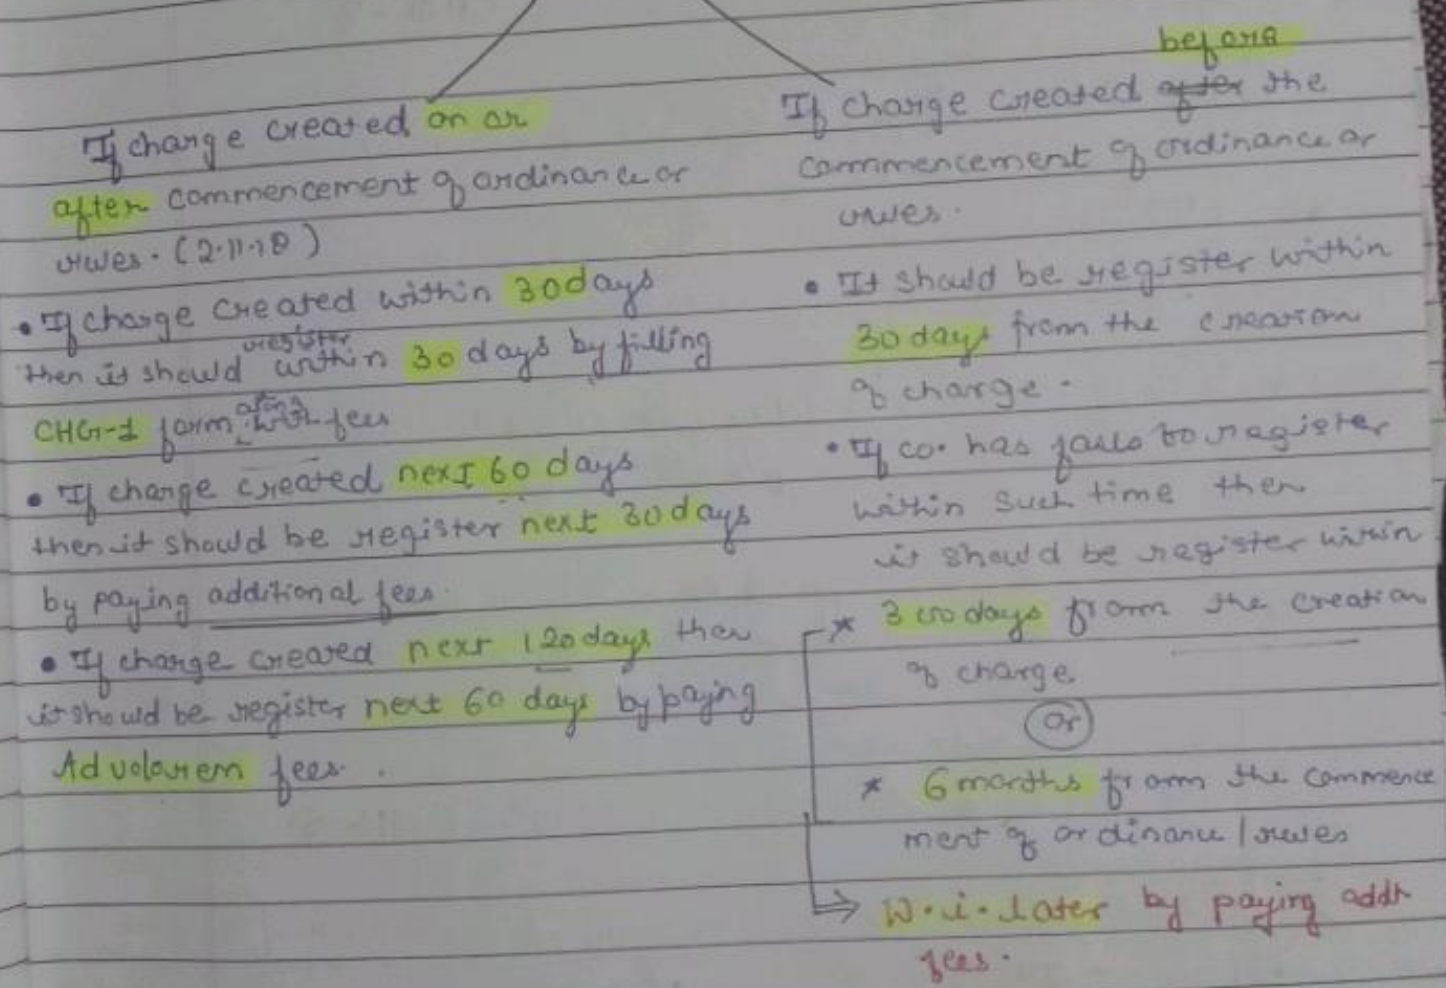 If charge created on or
after commencement of ordinance or
rules. (2.11.18)
• If charge created within 30 days
then it should register within 30 days by filling
CHG-1 form along with fees
• If charge created next 60 days
then it should be register next 30 days
by paying additional fees.
• If charge created next 120 days then
it should be register next 60 days by paying
Ad volarem fees.
before
If charge created after the
commencement of ordinance or
rules.
• It should be register within
30 days from the creation
of charge.
• If co. has fails to register
within such time then
it should be register within
* 300 days from the creation
of charge
Or
* 6 months from the commence
ment of ordinance / rules
W.i.later by paying addt
fees.